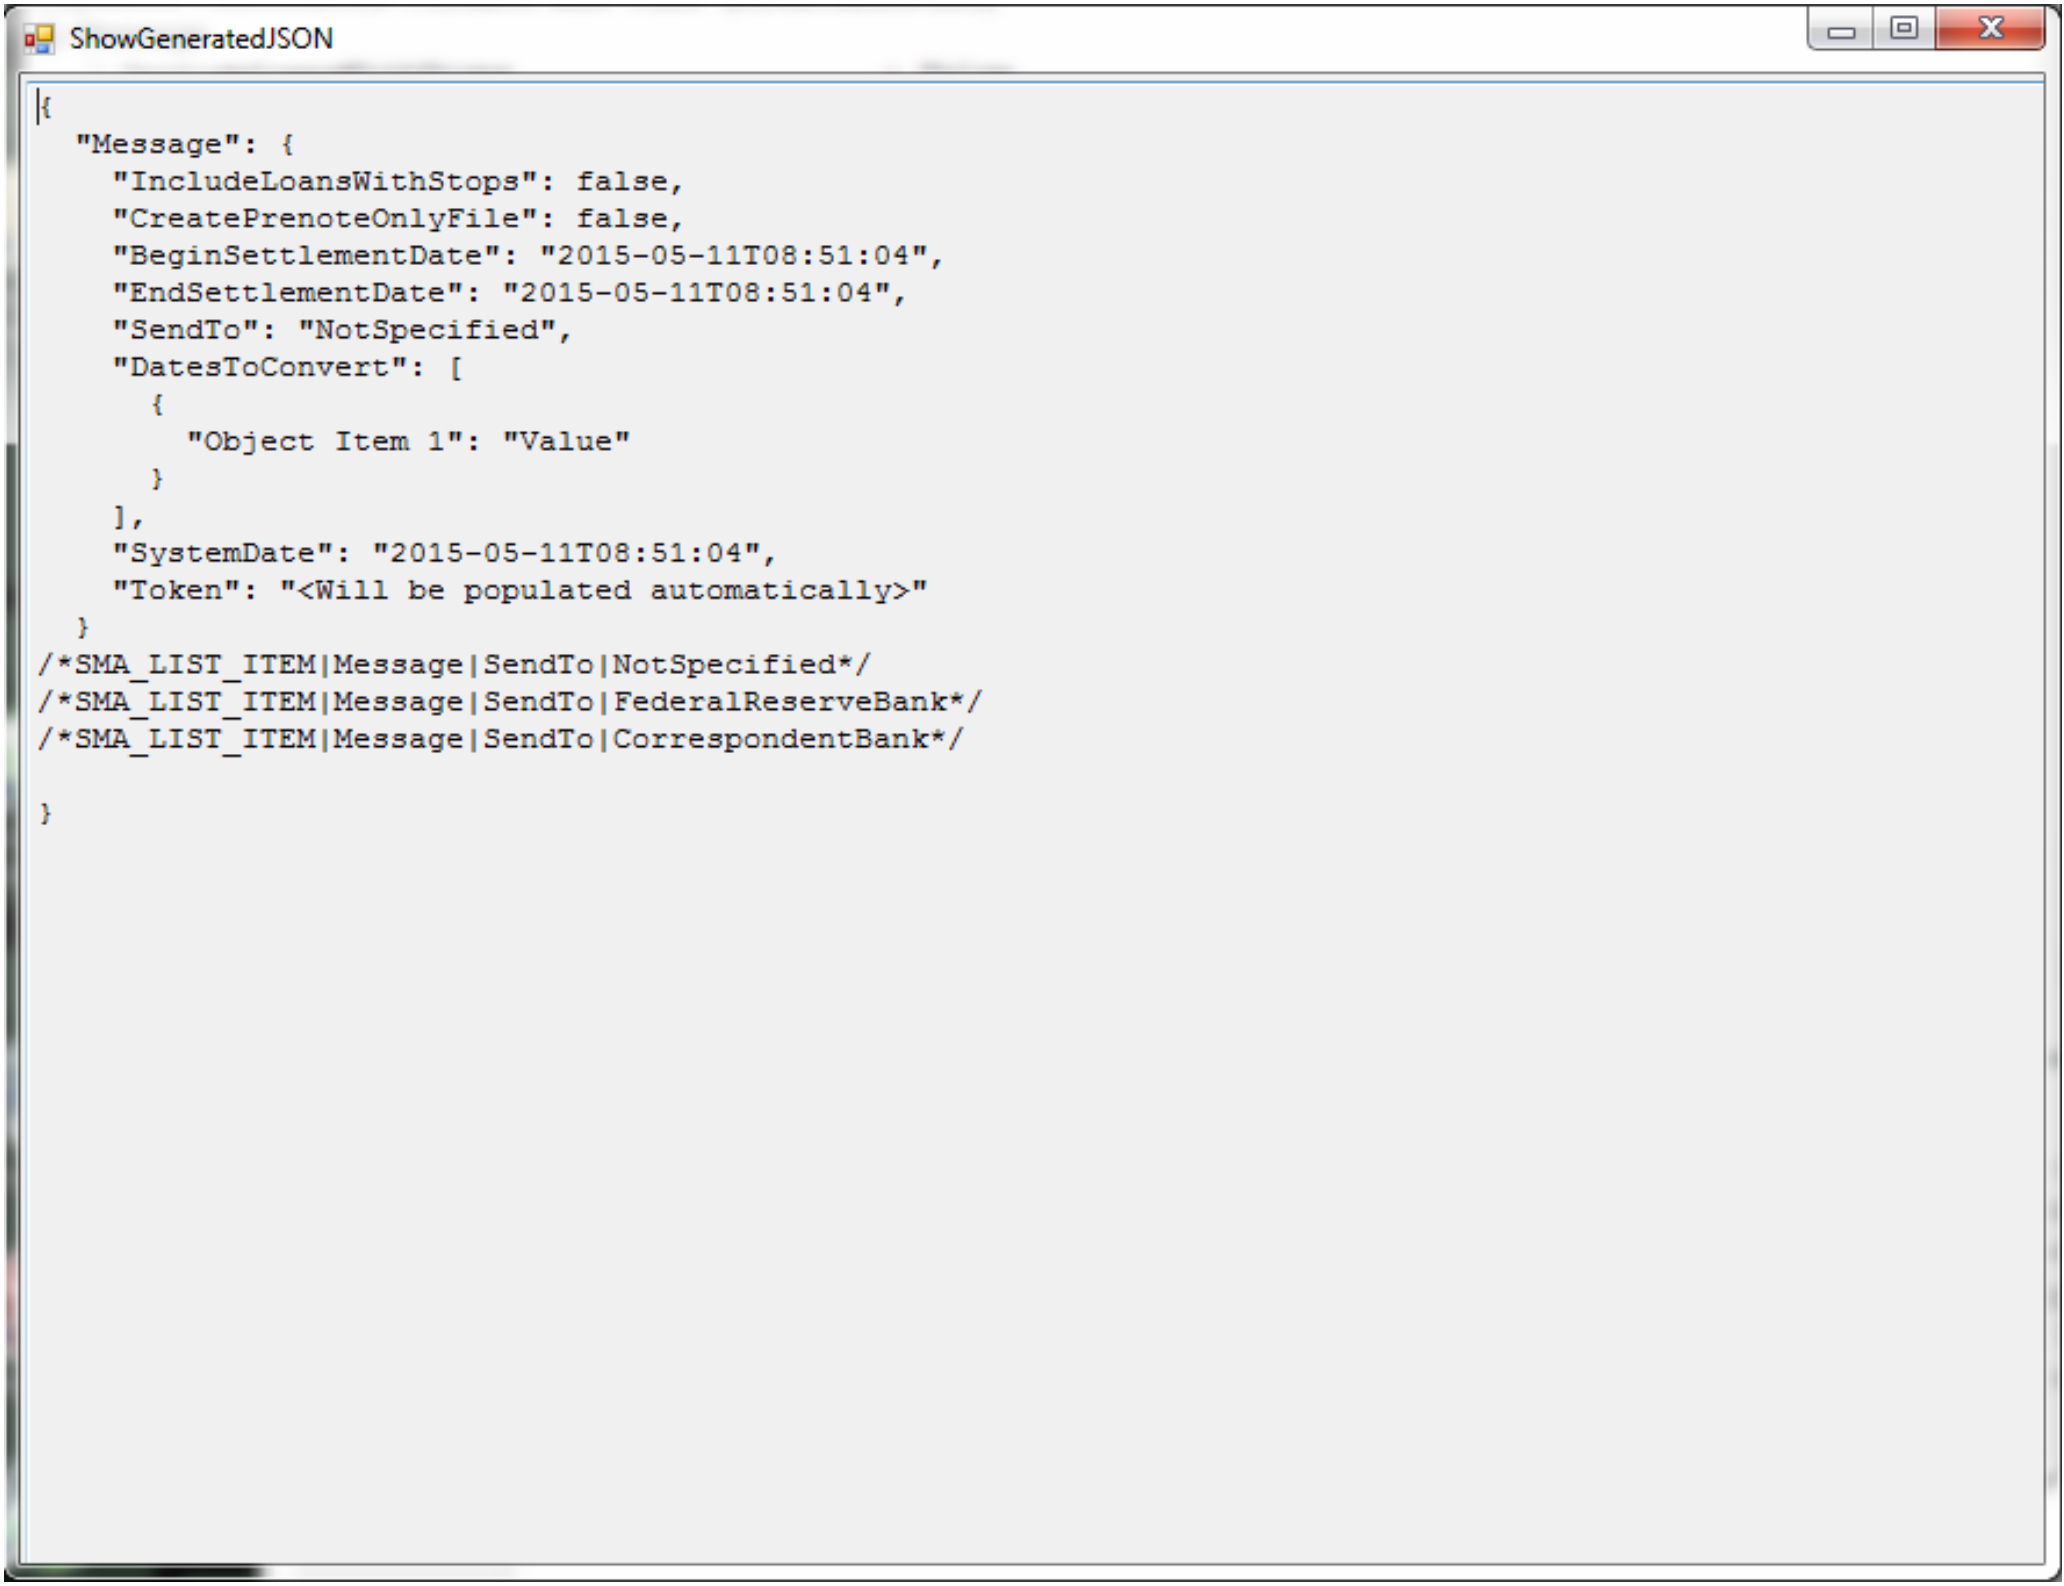 ShowGeneratedJSON
{
  "Message": {
    "IncludeLoansWithStops": false,
    "CreatePrenoteOnlyFile": false,
    "BeginSettlementDate": "2015-05-11T08:51:04",
    "EndSettlementDate": "2015-05-11T08:51:04",
    "SendTo": "NotSpecified",
    "DatesToConvert": [
      {
        "Object Item 1": "Value"
      }
    ],
    "SystemDate": "2015-05-11T08:51:04",
    "Token": "<Will be populated automatically>"
  }
/*SMA_LIST_ITEM|Message|SendTo|NotSpecified*/
/*SMA_LIST_ITEM|Message|SendTo|FederalReserveBank*/
/*SMA_LIST_ITEM|Message|SendTo|CorrespondentBank*/
}